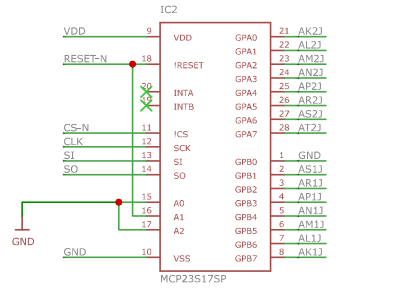 IC2
VDD 9 VDD GPA0 21 AK2J
GPA1 22 AL2J
RESET-N 18 !RESET GPA2 23 AM2J
GPA3 24 AN2J
20 INTA GPA4 25 AP2J
19 INTB GPA5 26 AR2J
GPA6 27 AS2J
CS-N 11 !CS GPA7 28 AT2J
CLK 12 SCK
SI 13 SI GPB0 1 GND
SO 14 SO GPB1 2 AS1J
GPB2 3 AR1J
15 A0 GPB3 4 AP1J
16 A1 GPB4 5 AN1J
17 A2 GPB5 6 AM1J
GND GPB6 7 AL1J
GND 10 VSS GPB7 8 AK1J
MCP23S17SP